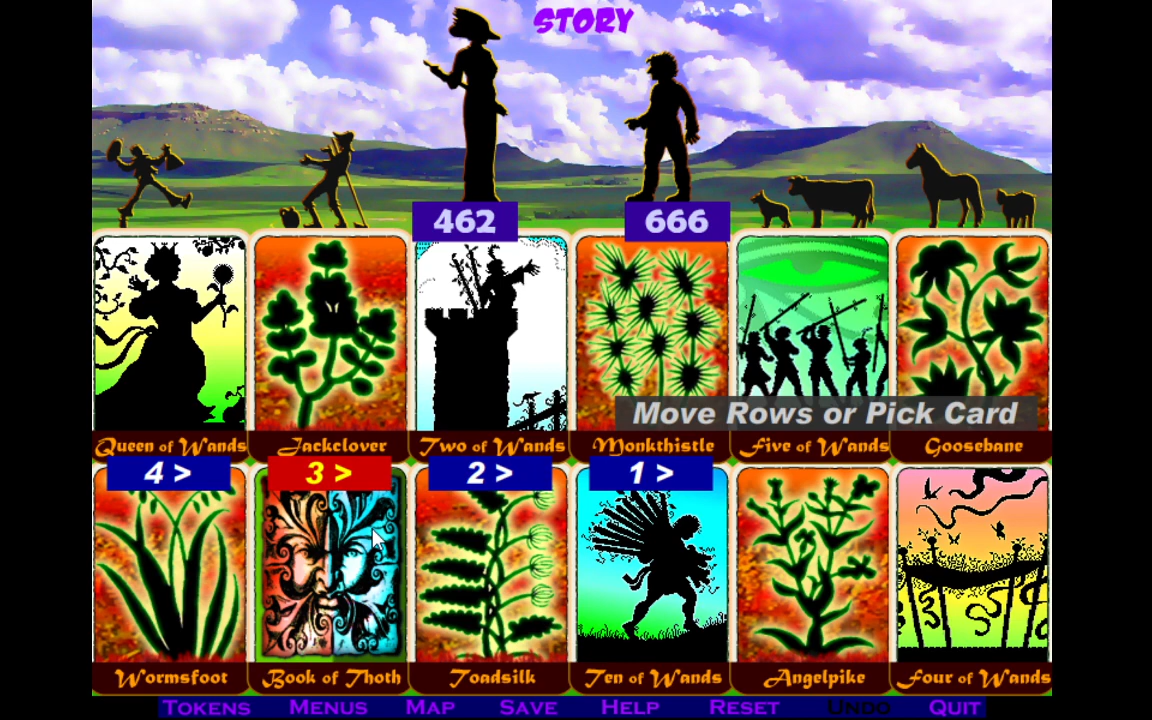 STORY
462
666
Move Rows or Pick Card
Queen of Wands
Jackclover
Two of Wands
Monkthistle
Five of Wands
Goosebane
4 >
3 >
2 >
1 >
Wormsfoot
Book of Thoth
Toadsilk
Ten of Wands
Angelpike
Four of Wands
TOKENS MENUS MAP SAVE HELP RESET UNDO QUIT